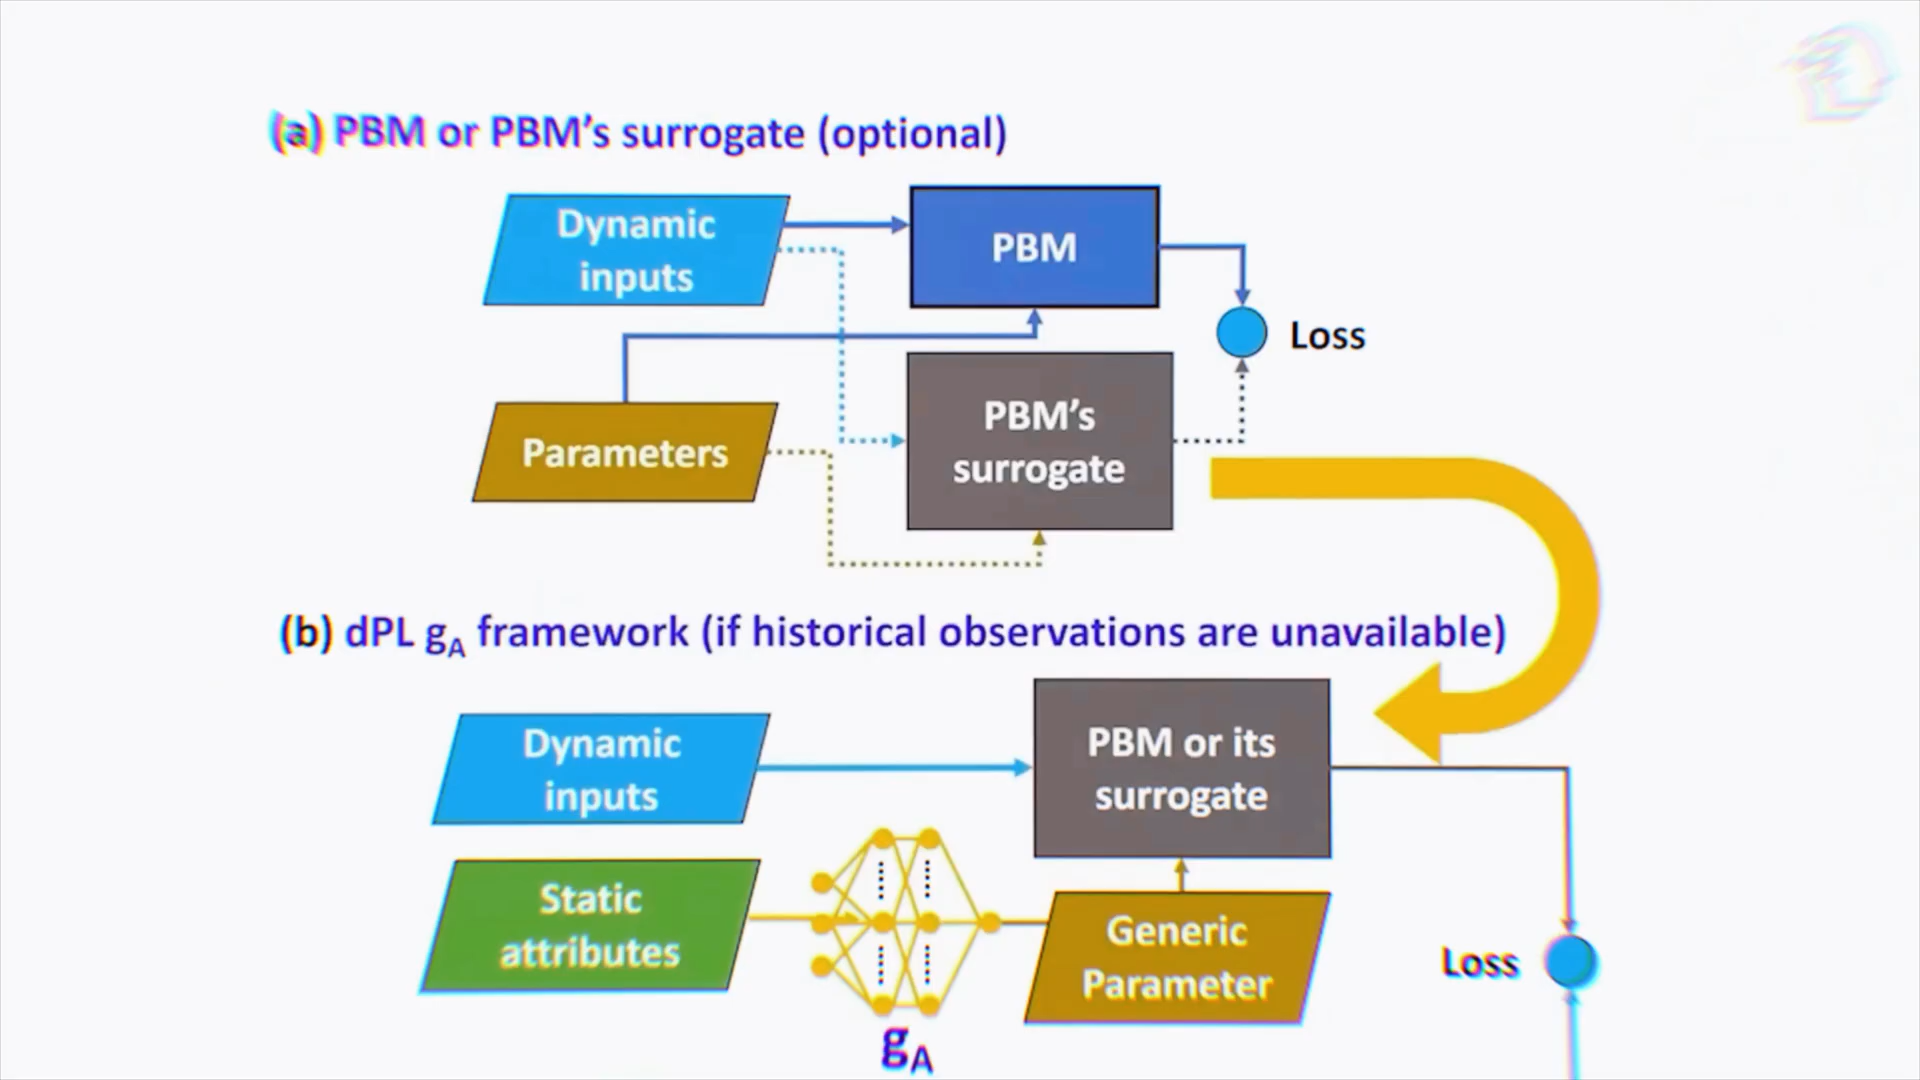 (a) PBM or PBM's surrogate (optional)
Dynamic
inputs
PBM
Loss
Parameters
PBM's
surrogate
(b) dPL gA framework (if historical observations are unavailable)
Dynamic
inputs
PBM or its
surrogate
Static
attributes
Generic
Parameter
Loss
gA